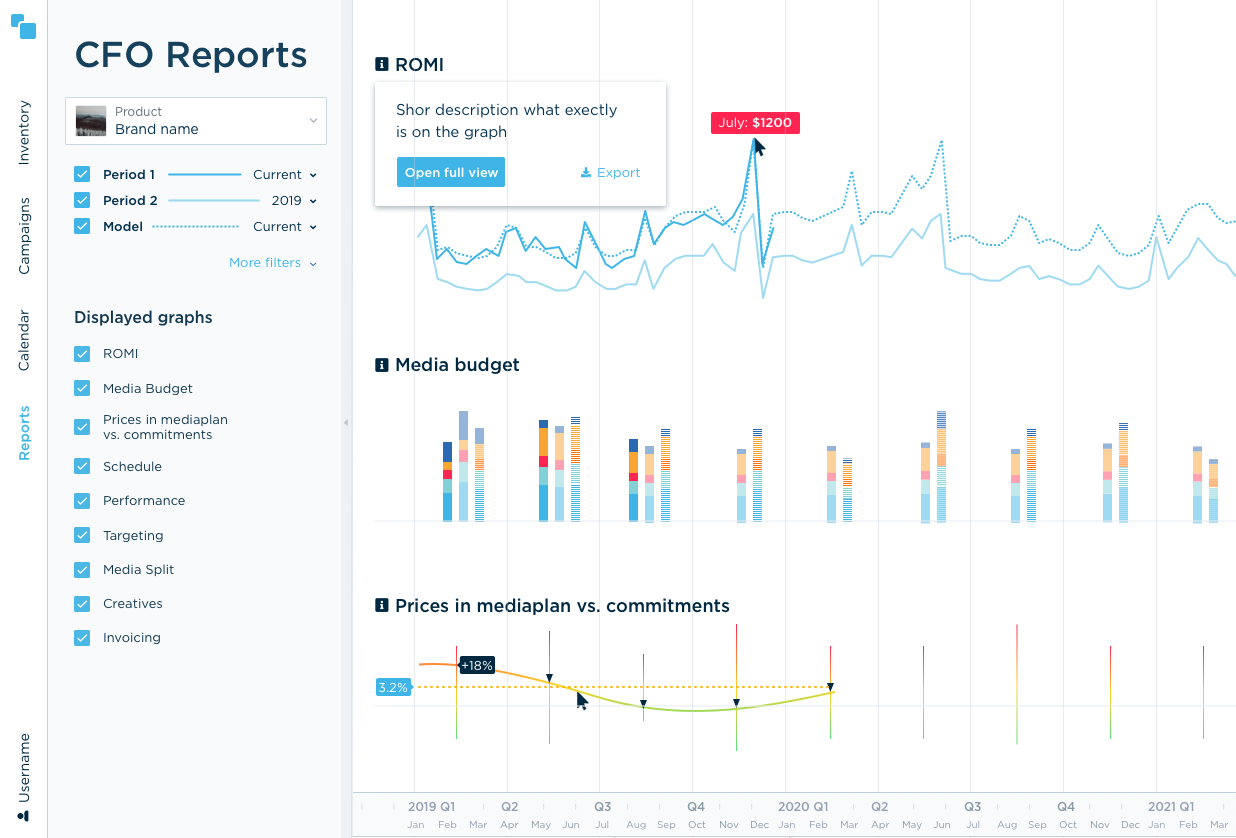 Inventory
Campaigns
Calendar
Reports
Username
CFO Reports
Product
Brand name
Period 1 Current
Period 2 2019
Model Current
More filters
Displayed graphs
ROMI
Media Budget
Prices in mediaplan
vs. commitments
Schedule
Performance
Targeting
Media Split
Creatives
Invoicing
ROMI
Shor description what exectly
is on the graph
Open full view Export
July: $1200
Media budget
Prices in mediaplan vs. commitments
+18%
3.2%
2019 Q1 Q2 Q3 Q4 2020 Q1 Q2 Q3 Q4 2021 Q1
Jan Feb Mar Apr May Jun Jul Aug Sep Oct Nov Dec Jan Feb Mar Apr May Jun Jul Aug Sep Oct Nov Dec Jan Feb Mar